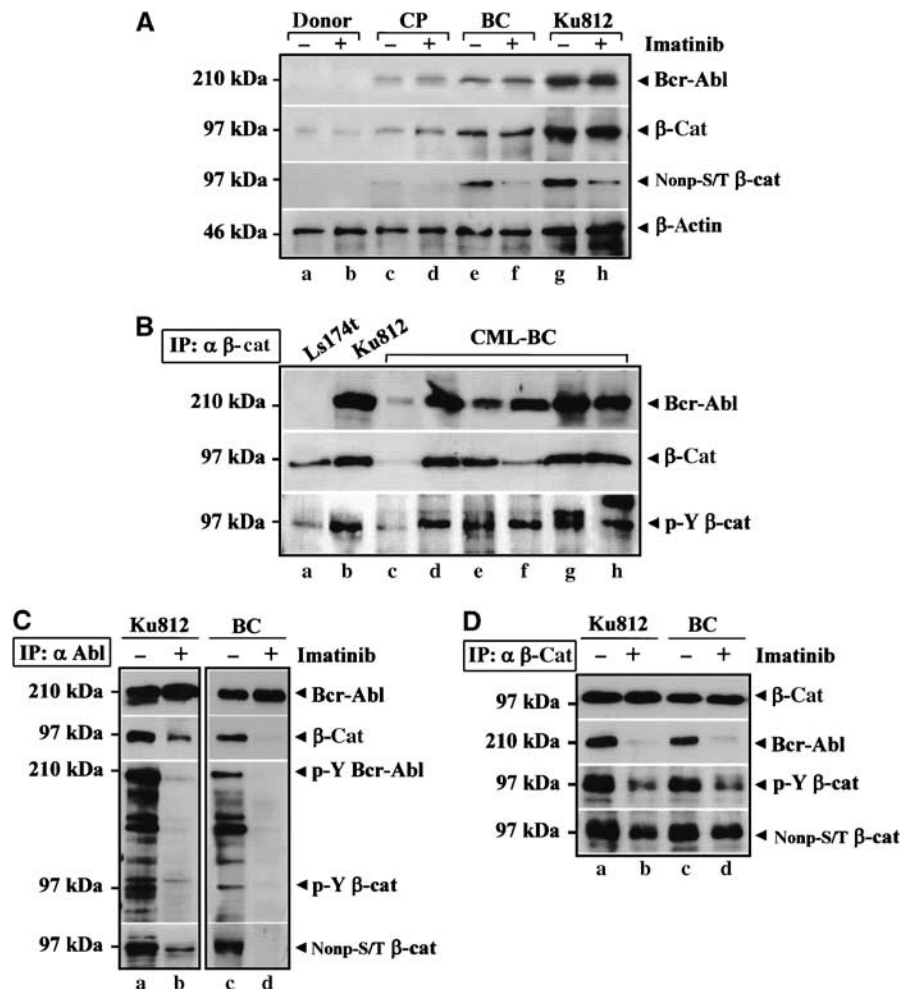 A
Donor CP BC Ku812
– + – + – + – + Imatinib
210 kDa Bcr-Abl
97 kDa β-Cat
97 kDa Nonp-S/T β-cat
46 kDa β-Actin
a b c d e f g h
B
IP: α β-cat Ls174t Ku812 CML-BC
210 kDa Bcr-Abl
97 kDa β-Cat
97 kDa p-Y β-cat
a b c d e f g h
C
Ku812 BC
IP: α Abl – + – + Imatinib
210 kDa Bcr-Abl
97 kDa β-Cat
210 kDa p-Y Bcr-Abl
97 kDa p-Y β-cat
97 kDa Nonp-S/T β-cat
a b c d
D
Ku812 BC
IP: α β-Cat – + – + Imatinib
97 kDa β-Cat
210 kDa Bcr-Abl
97 kDa p-Y β-cat
97 kDa Nonp-S/T β-cat
a b c d